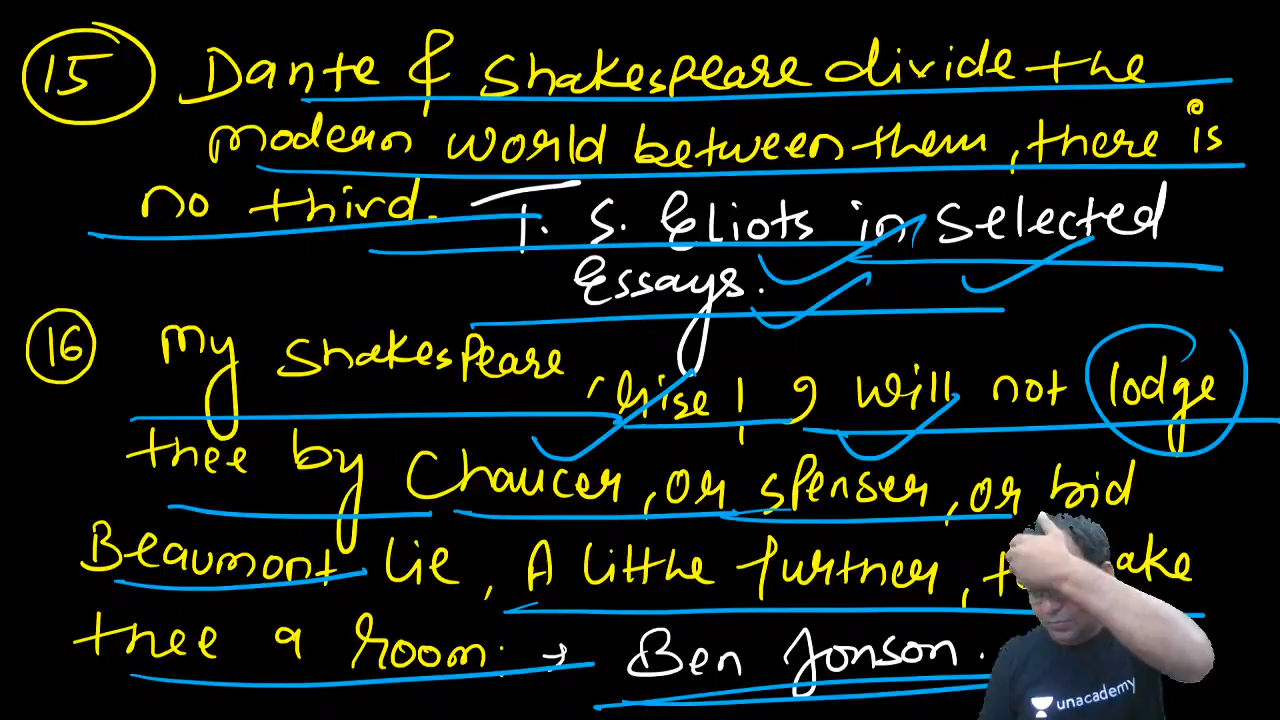 15 Dante & Shakespeare divide the
modern world between them, there is
no third.
T. S. Eliots in Selected
Essays.
16 My Shakespeare, rise! I will not lodge
thee by Chaucer, or Spenser, or bid
Beaumont lie, A little further,
thee a room. → Ben Jonson.
unacademy